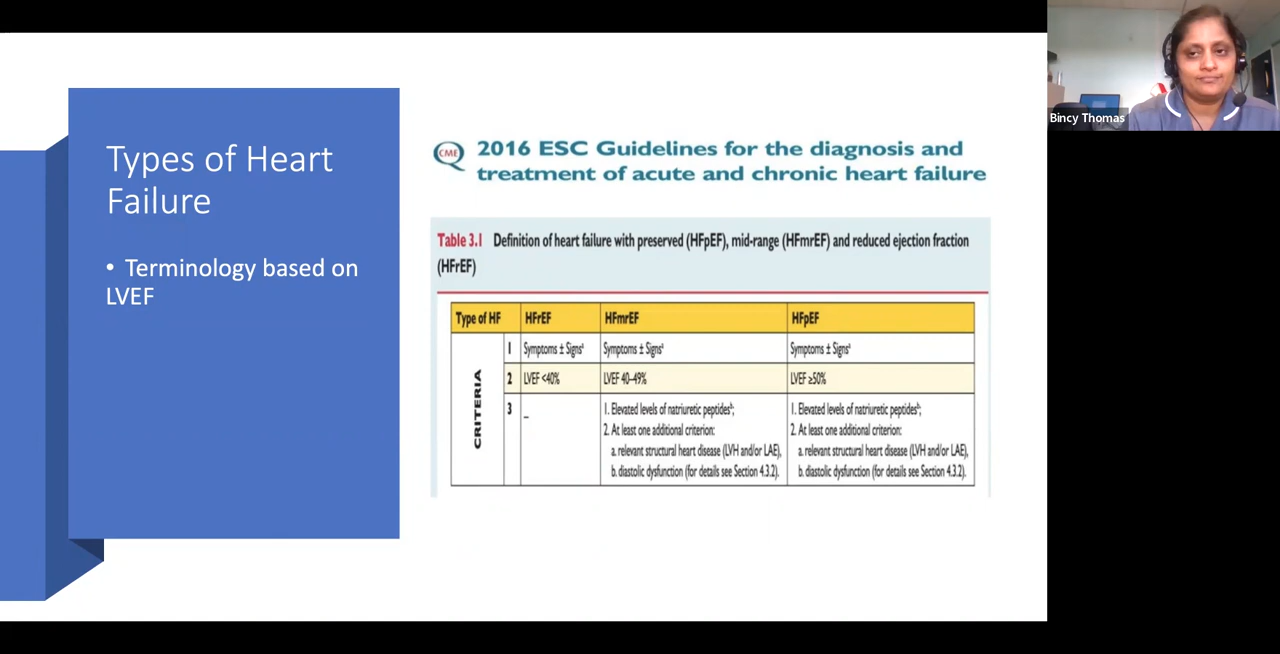 Types of Heart
Failure
• Terminology based on
LVEF
CME
2016 ESC Guidelines for the diagnosis and
treatment of acute and chronic heart failure
Table 3.1 Definition of heart failure with preserved (HFpEF), mid-range (HFmrEF) and reduced ejection fraction
(HFrEF)
Type of HF HFrEF HFmrEF HFpEF
CRITERIA
1 Symptoms ± Signsᵃ Symptoms ± Signsᵃ Symptoms ± Signsᵃ
2 LVEF <40% LVEF 40–49% LVEF ≥50%
3 – 1. Elevated levels of natriuretic peptidesᵇ; 1. Elevated levels of natriuretic peptidesᵇ;
2. At least one additional criterion: 2. At least one additional criterion:
a. relevant structural heart disease (LVH and/or LAE), a. relevant structural heart disease (LVH and/or LAE),
b. diastolic dysfunction (for details see Section 4.3.2). b. diastolic dysfunction (for details see Section 4.3.2).
Bincy Thomas